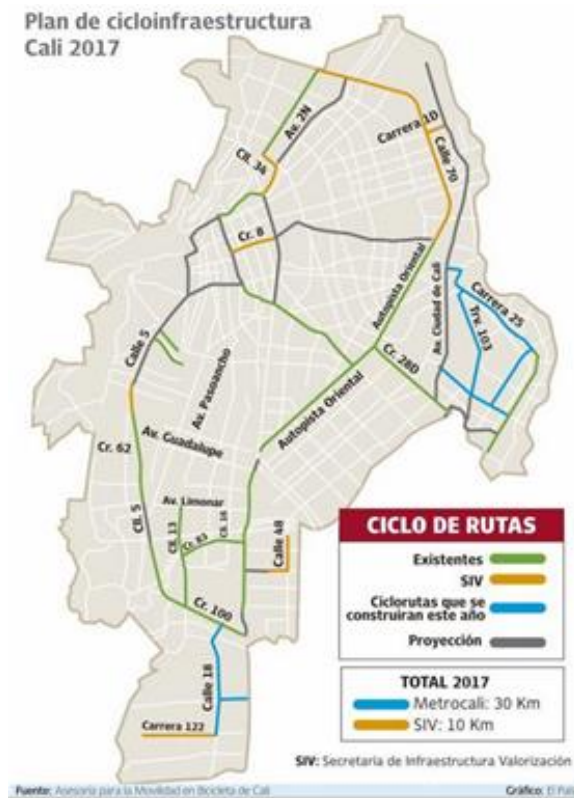 Plan de cicloinfraestructura
Cali 2017
Av. 2N
Carrera 1D
Cll. 34
Calle 70
Cr. 8
Autopista Oriental
Av. Ciudad de Cali
Carrera 25
Trv. 103
Calle 5
Cr. 28D
Av. Pasoancho
Autopista Oriental
Av. Guadalupe
Cr. 62
Av. Limonar
Cll. 5
Cll. 13
Cr. 83
Cll. 16
Calle 48
Cr. 100
Calle 18
Carrera 122
CICLO DE RUTAS
Existentes
SIV
Ciclorutas que se
construiran este año
Proyección
TOTAL 2017
Metrocali: 30 Km
SIV: 10 Km
SIV: Secretaría de Infraestructura Valorización
Fuente: Asesoría para la Movilidad en Bicicleta de Cali
Gráfico: El País